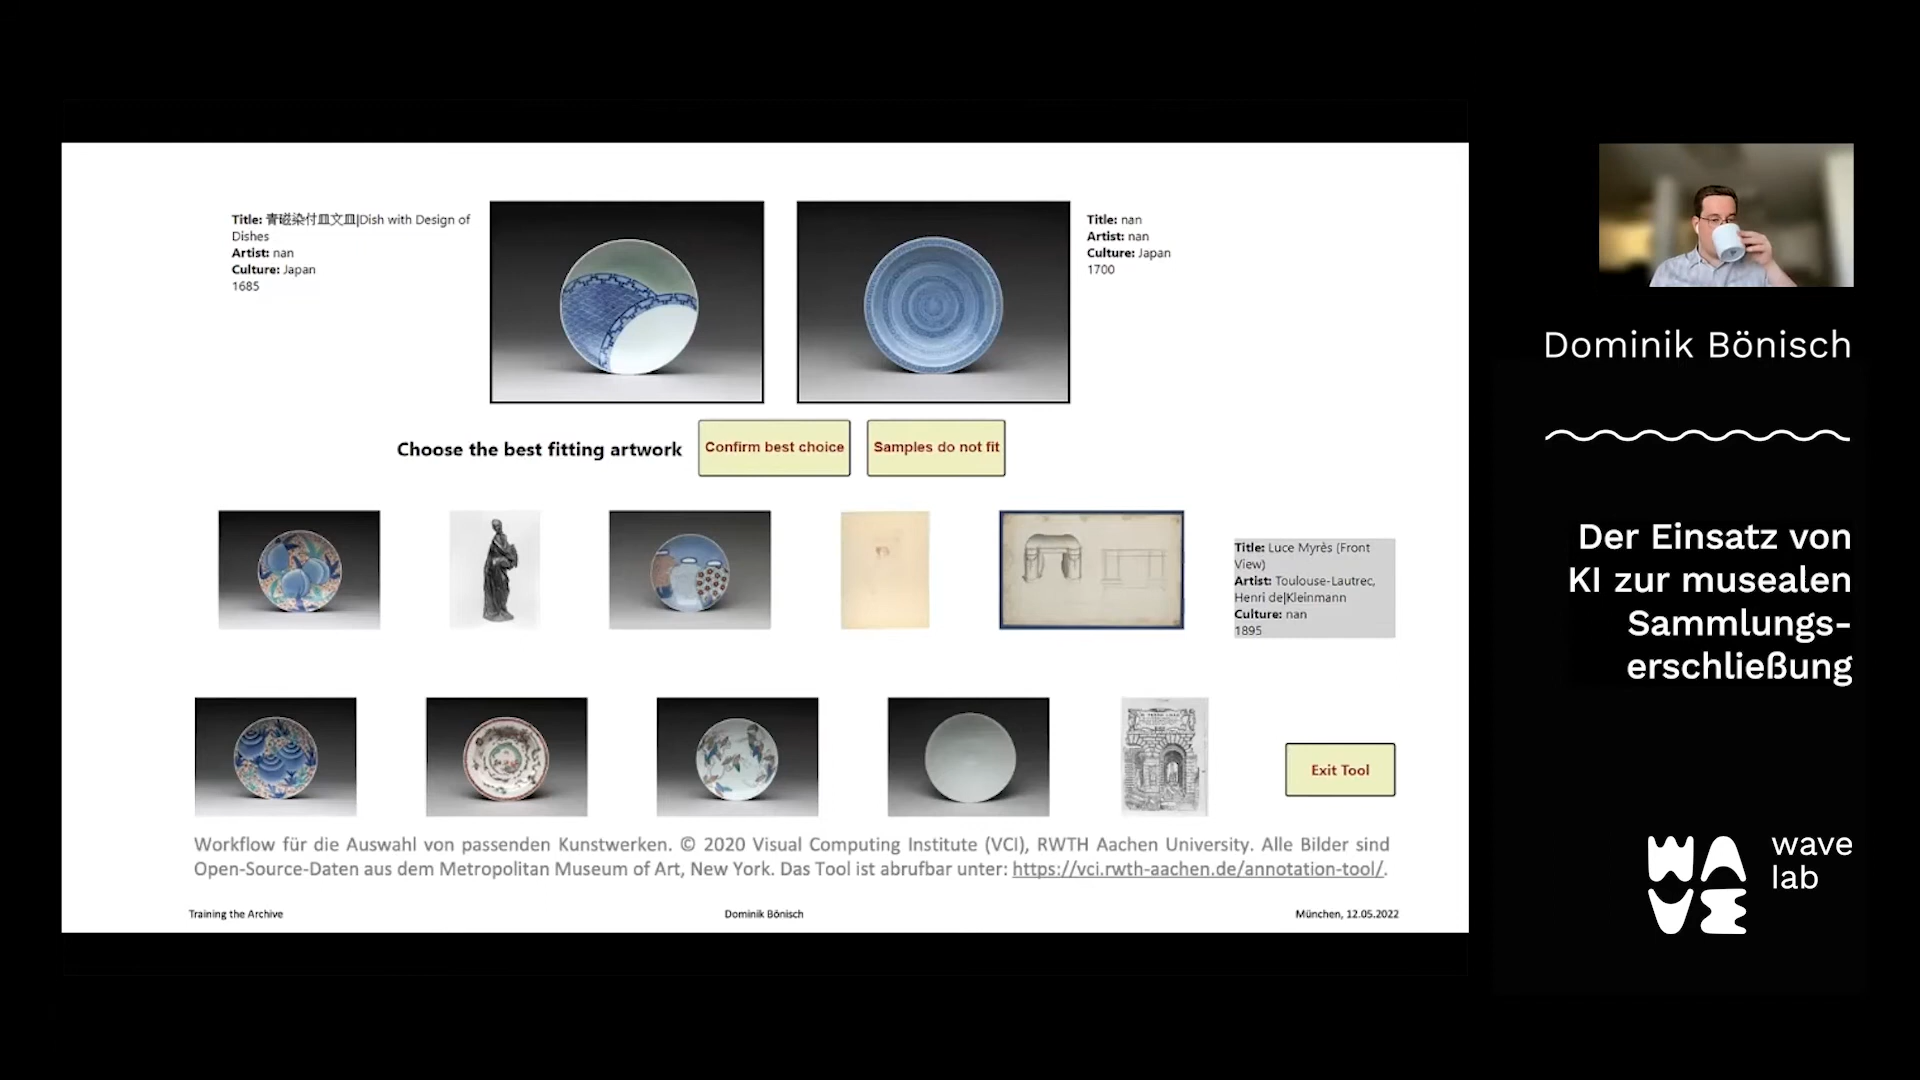 Title: 青磁染付皿文皿|Dish with Design of
Dishes
Artist: nan
Culture: Japan
1685
Title: nan
Artist: nan
Culture: Japan
1700
Choose the best fitting artwork
Confirm best choice
Samples do not fit
Title: Luce Myrès (Front
View)
Artist: Toulouse-Lautrec,
Henri de|Kleinmann
Culture: nan
1895
Exit Tool
Workflow für die Auswahl von passenden Kunstwerken. © 2020 Visual Computing Institute (VCI), RWTH Aachen University. Alle Bilder sind
Open-Source-Daten aus dem Metropolitan Museum of Art, New York. Das Tool ist abrufbar unter: https://vci.rwth-aachen.de/annotation-tool/.
Training the Archive
Dominik Bönisch
München, 12.05.2022
Dominik Bönisch
Der Einsatz von
KI zur musealen
Sammlungs-
erschließung
WAVE
wave
lab